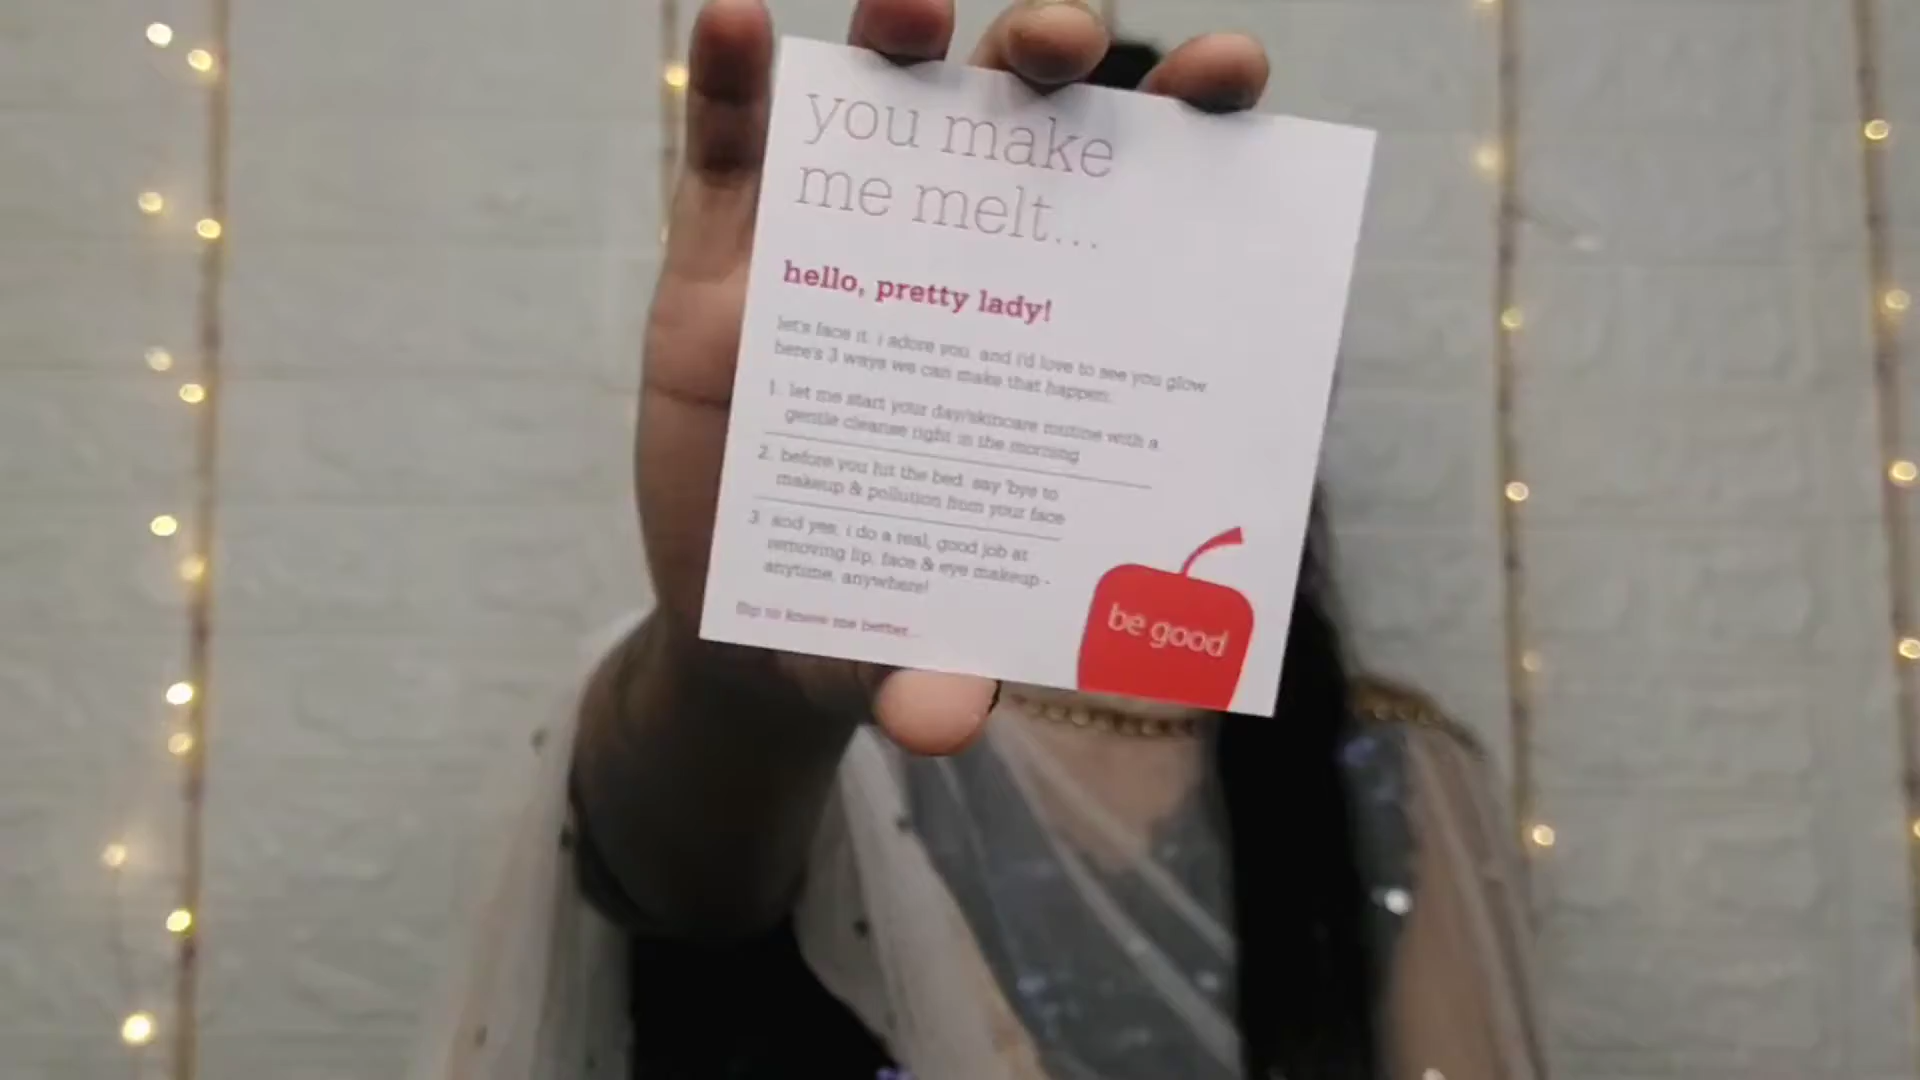 you make
me melt...
hello, pretty lady!
let's face it. i adore you. and i'd love to see you glow.
here's 3 ways we can make that happen:
1. let me start your day/skincare routine with a
gentle cleanse right in the morning
2. before you hit the bed, say 'bye to
makeup & pollution from your face
3. and yes, i do a real, good job at
removing lip, face & eye makeup -
anytime, anywhere!
flip to know me better...
be good